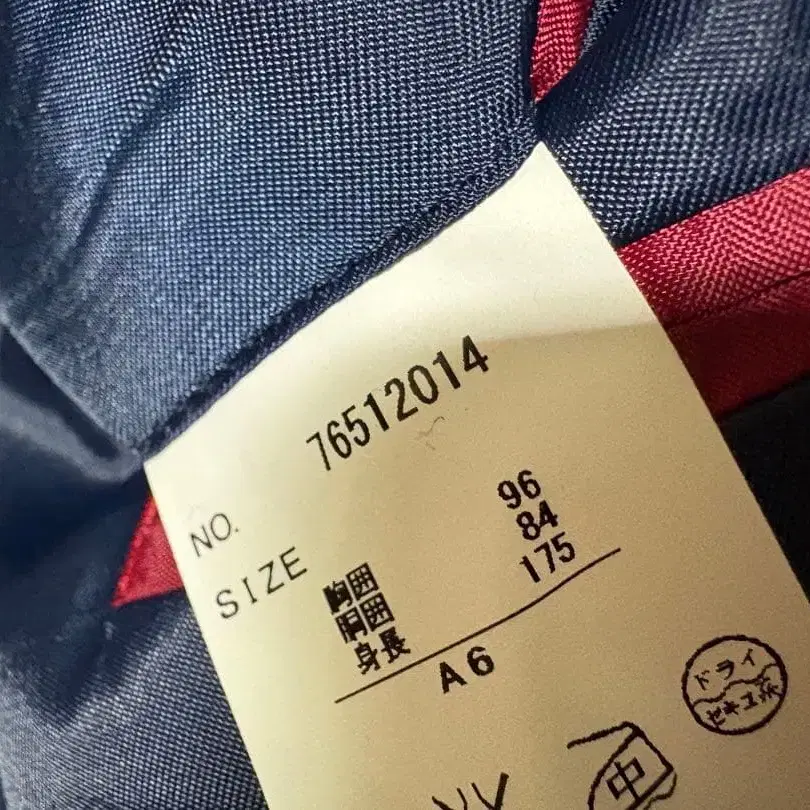 NO. 76512014
SIZE
胸囲 96
胴囲 84
身長 175
A6
ドライ
セキユ系
中